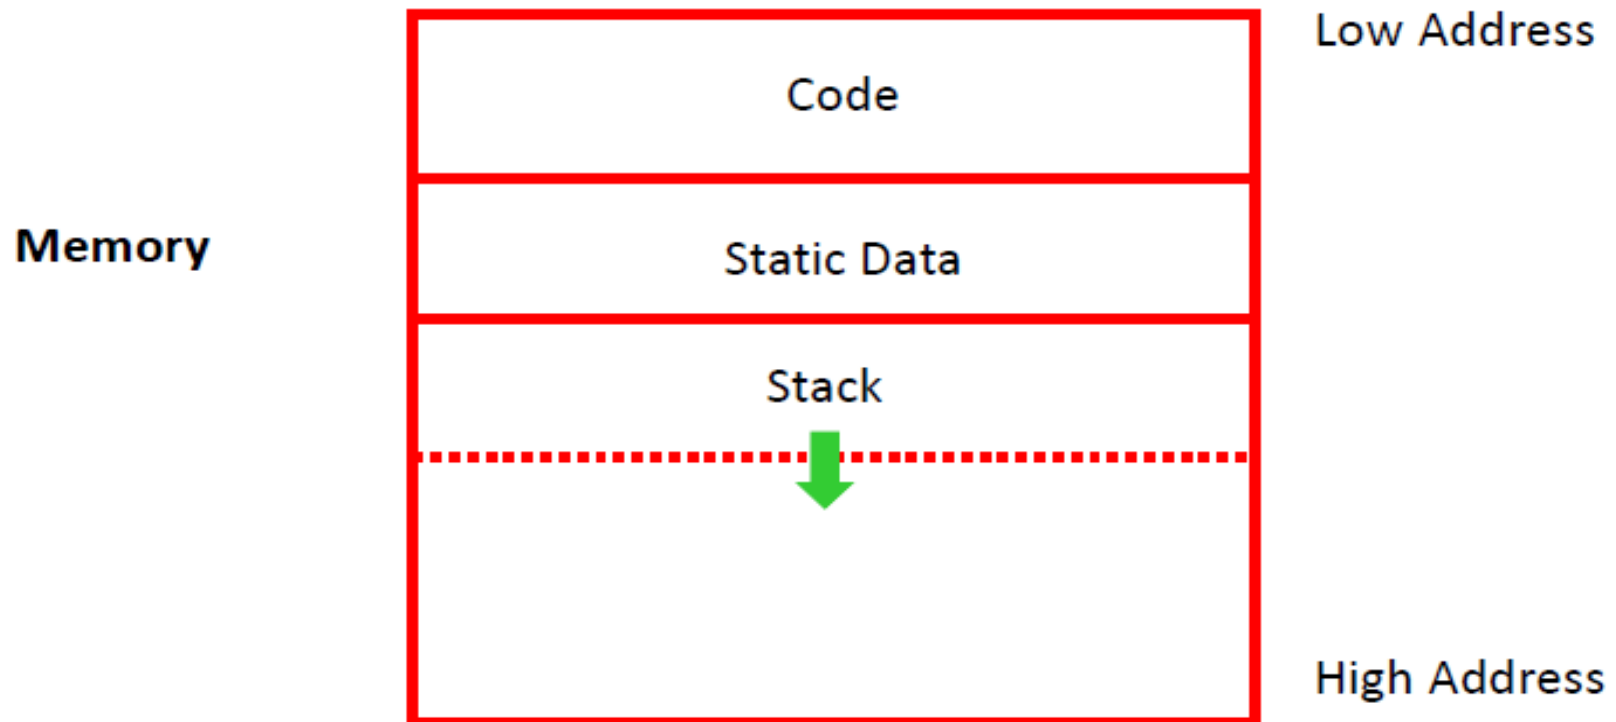 Low Address
Code
Memory
Static Data
Stack
High Address